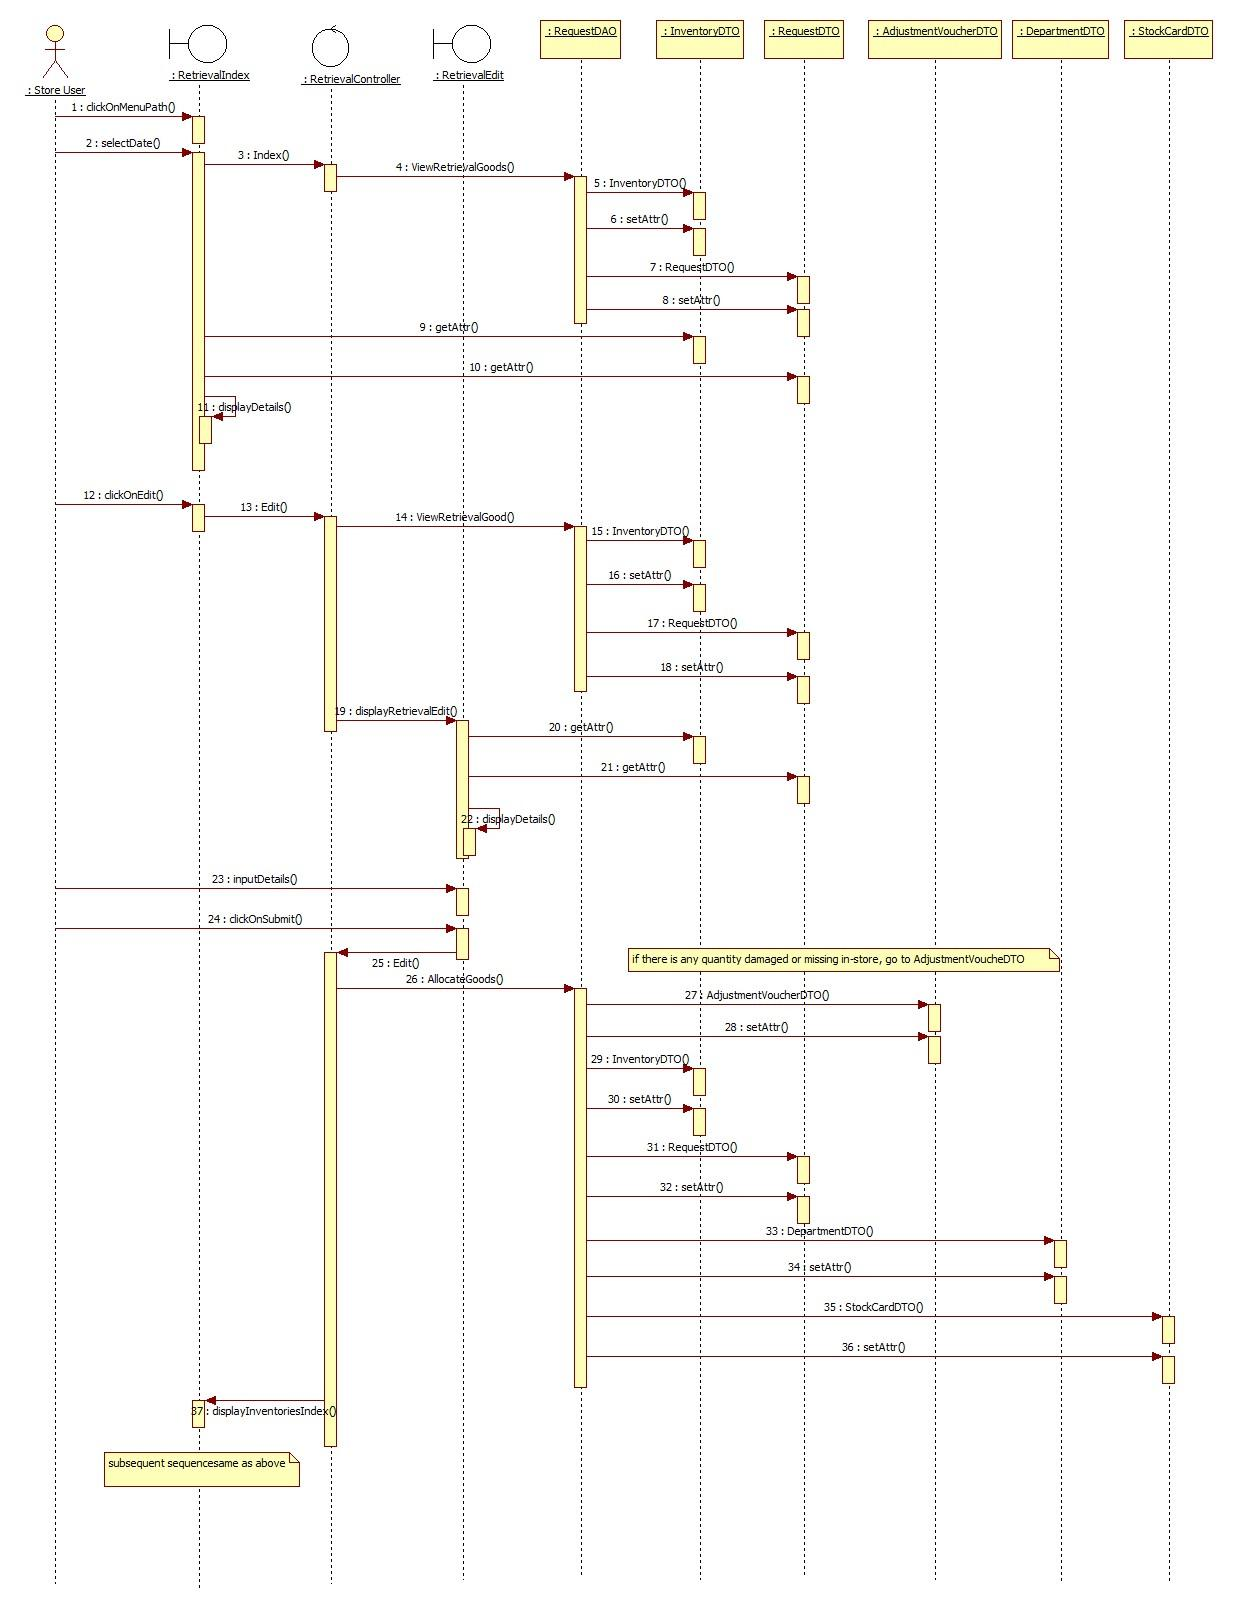 : Store User
: RetrievalIndex
: RetrievalController
: RetrievalEdit
: RequestDAO
: InventoryDTO
: RequestDTO
: AdjustmentVoucherDTO
: DepartmentDTO
: StockCardDTO
1 : clickOnMenuPath()
2 : selectDate()
3 : Index()
4 : ViewRetrievalGoods()
5 : InventoryDTO()
6 : setAttr()
7 : RequestDTO()
8 : setAttr()
9 : getAttr()
10 : getAttr()
11 : displayDetails()
12 : clickOnEdit()
13 : Edit()
14 : ViewRetrievalGood()
15 : InventoryDTO()
16 : setAttr()
17 : RequestDTO()
18 : setAttr()
19 : displayRetrievalEdit()
20 : getAttr()
21 : getAttr()
22 : displayDetails()
23 : inputDetails()
24 : clickOnSubmit()
25 : Edit()
if there is any quantity damaged or missing in-store, go to AdjustmentVoucheDTO
26 : AllocateGoods()
27 : AdjustmentVoucherDTO()
28 : setAttr()
29 : InventoryDTO()
30 : setAttr()
31 : RequestDTO()
32 : setAttr()
33 : DepartmentDTO()
34 : setAttr()
35 : StockCardDTO()
36 : setAttr()
37 : displayInventoriesIndex()
subsequent sequencesame as above